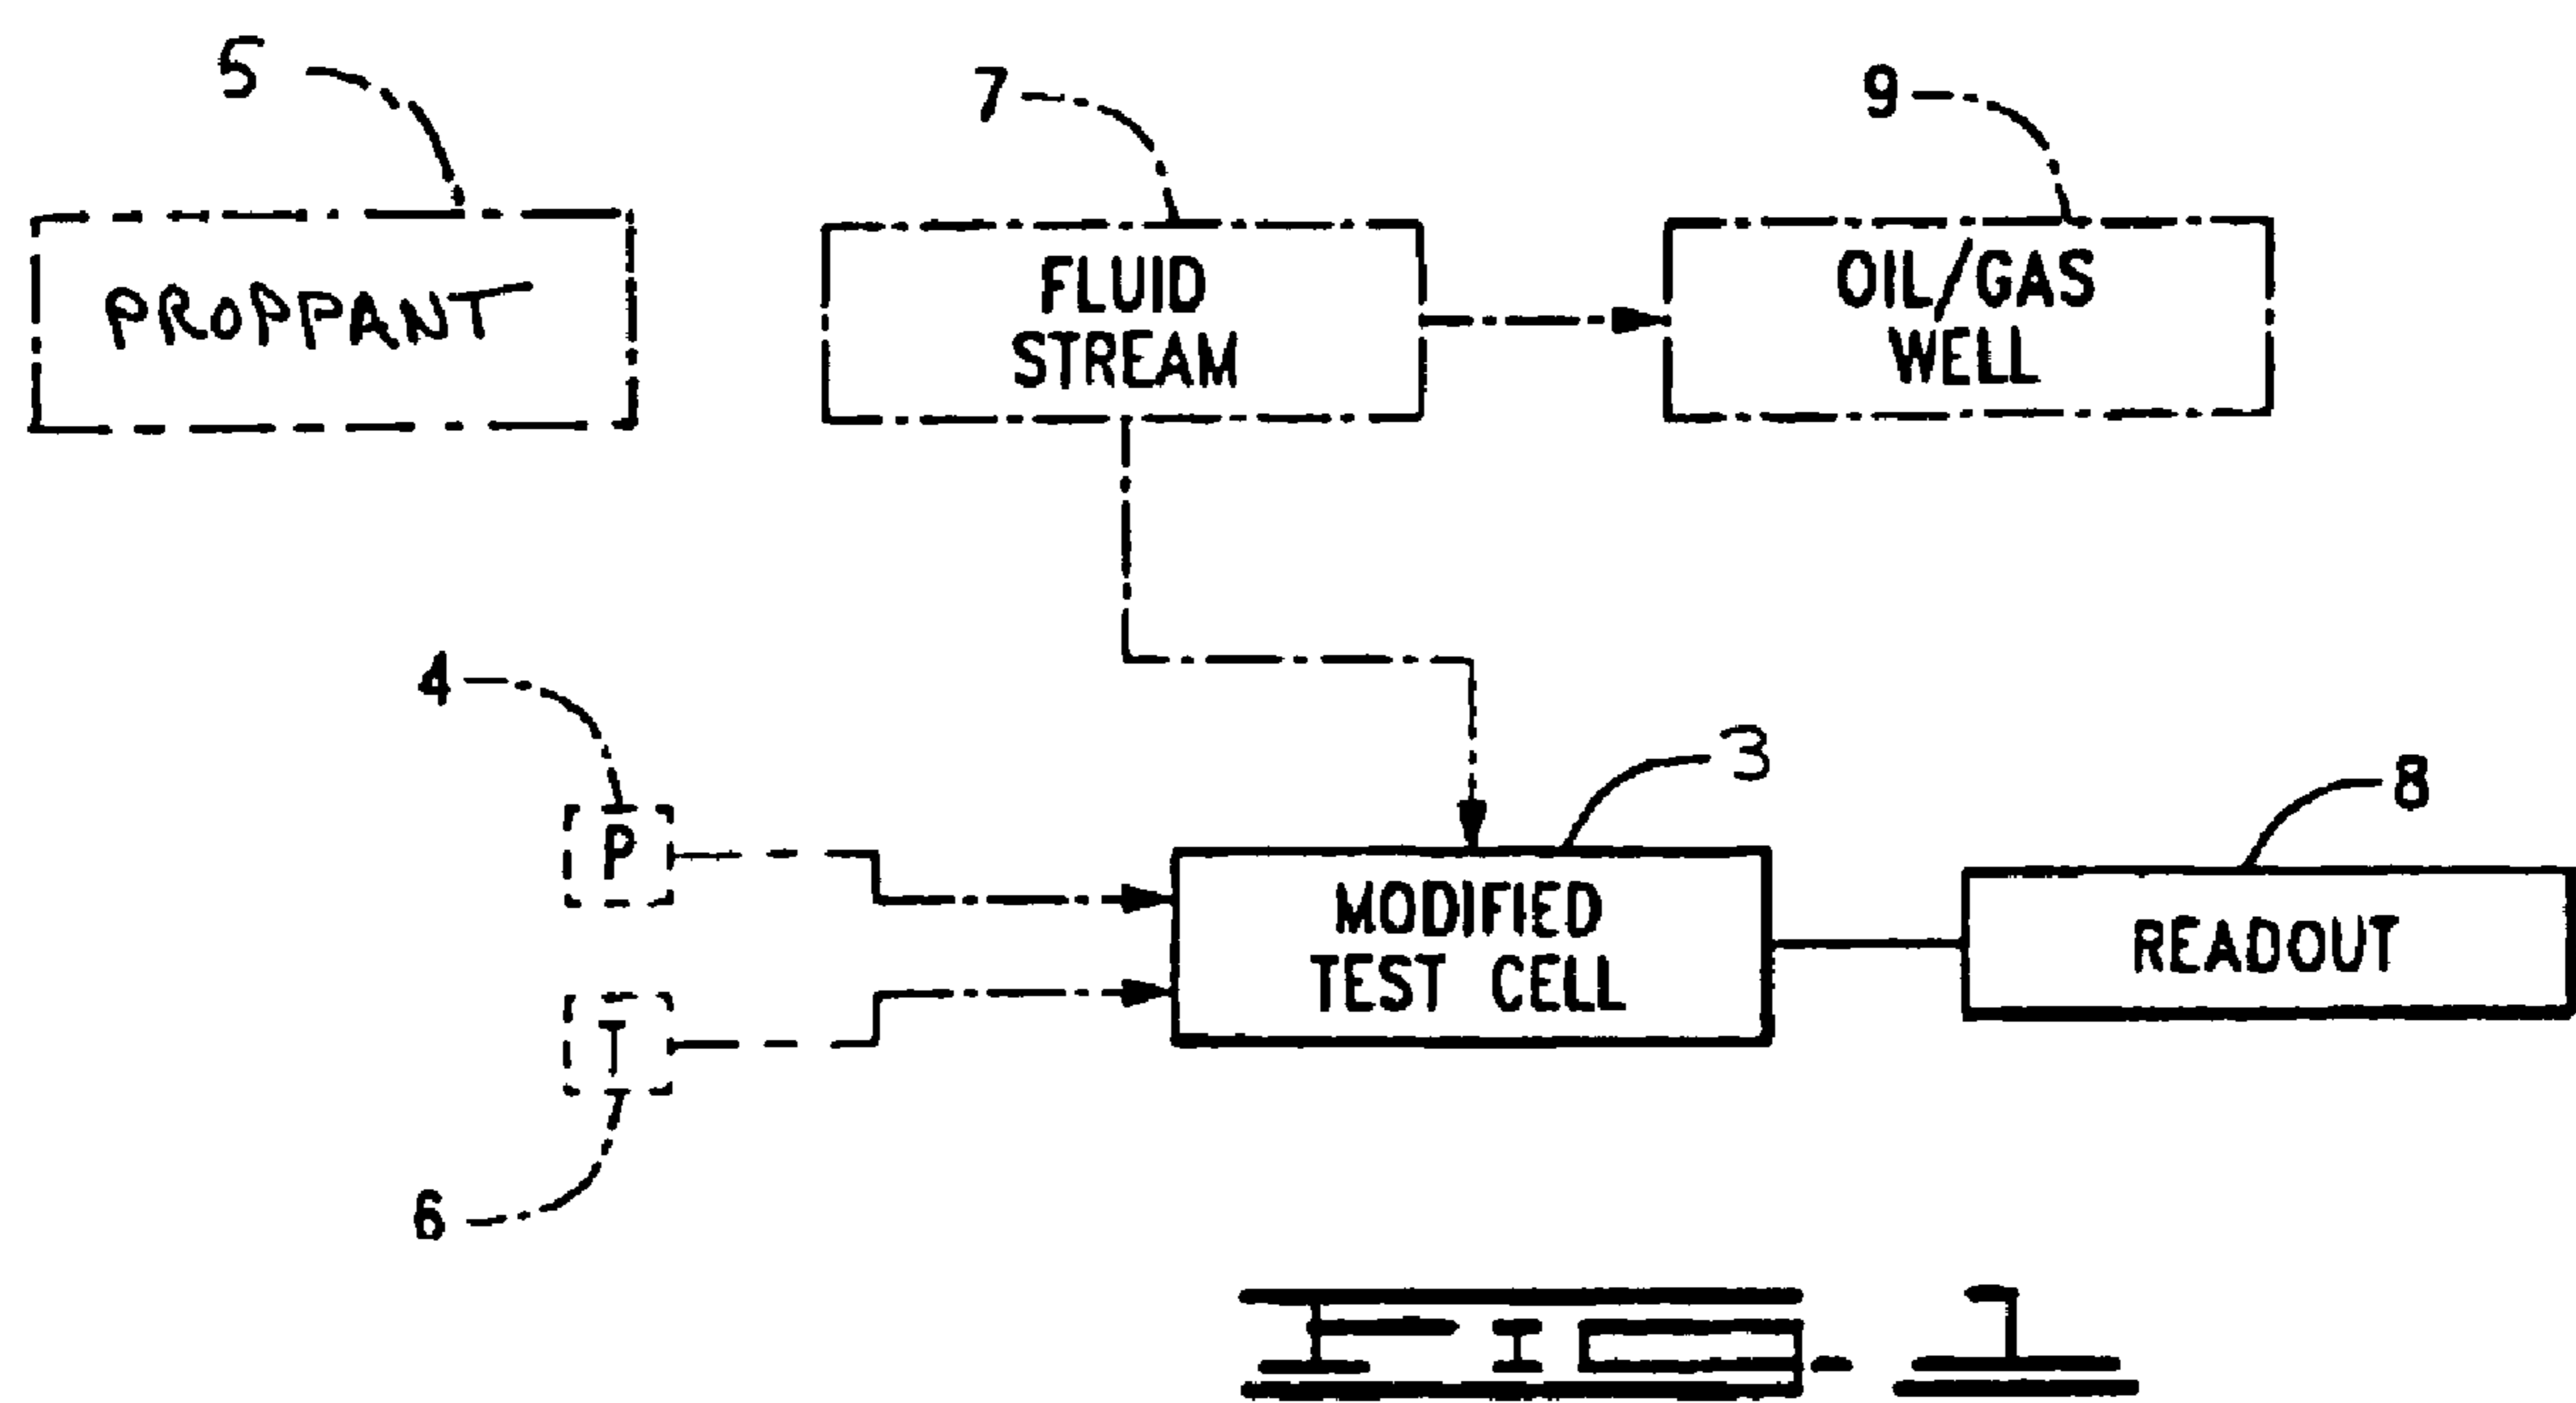 5
7
9
PROPPANT
FLUID
STREAM
OIL/GAS
WELL
4
3
8
P
MODIFIED
TEST CELL
READOUT
T
6
FIG-1